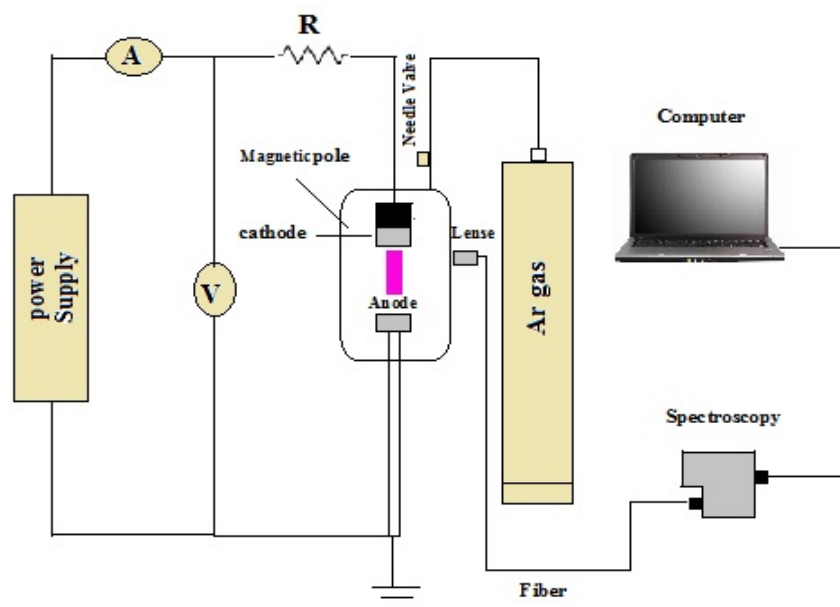 R
A
Needle Valve
Computer
Magneticpole
cathode
Lense
power
Supply
V
Anode
Ar gas
Spectroscopy
Fiber